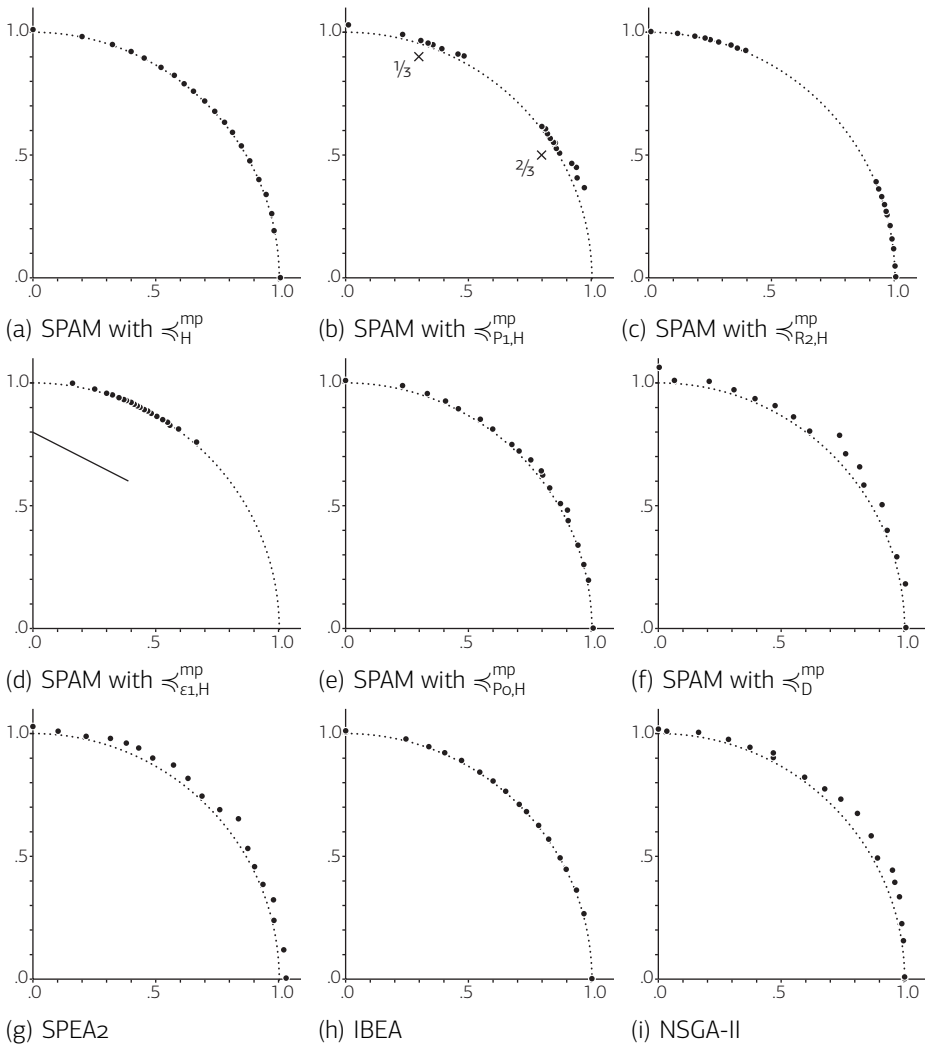 1.0
.5
.0
.0 .5 1.0
(a) SPAM with ≼ᵐᵖ_H
1.0
⅓
.5
⅔
.0
.0 .5 1.0
(b) SPAM with ≼ᵐᵖ_P1,H
1.0
.5
.0
.0 .5 1.0
(c) SPAM with ≼ᵐᵖ_R2,H
1.0
.5
.0
.0 .5 1.0
(d) SPAM with ≼ᵐᵖ_ε1,H
1.0
.5
.0
.0 .5 1.0
(e) SPAM with ≼ᵐᵖ_P0,H
1.0
.5
.0
.0 .5 1.0
(f) SPAM with ≼ᵐᵖ_D
1.0
.5
.0
.0 .5 1.0
(g) SPEA2
1.0
.5
.0
.0 .5 1.0
(h) IBEA
1.0
.5
.0
.0 .5 1.0
(i) NSGA-II